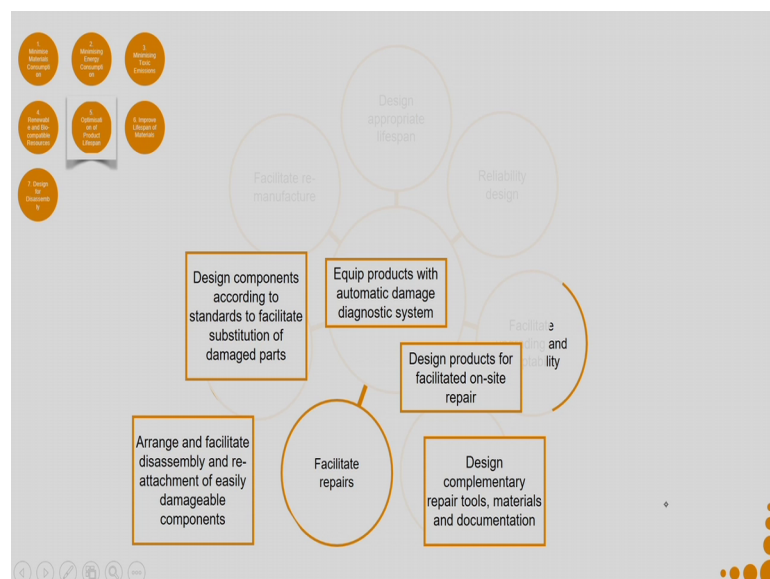 1.
Minimise
Materials
Consumpti
on
2.
Minimising
Energy
Consumpti
on
3.
Minimising
Toxic
Emissions
4.
Renewabl
e and Bio-
compatible
Resources
5.
Optimisati
on of
Product
Lifespan
6. Improve
Lifespan of
Materials
7. Design
for
Disassemb
ly
Design
appropriate
lifespan
Facilitate re-
manufacture
Reliability
design
Design components
according to
standards to facilitate
substitution of
damaged parts
Equip products with
automatic damage
diagnostic system
Facilitate
and
Design products for
facilitated on-site
repair
Arrange and facilitate
disassembly and re-
attachment of easily
damageable
components
Facilitate
repairs
Design
complementary
repair tools, materials
and documentation